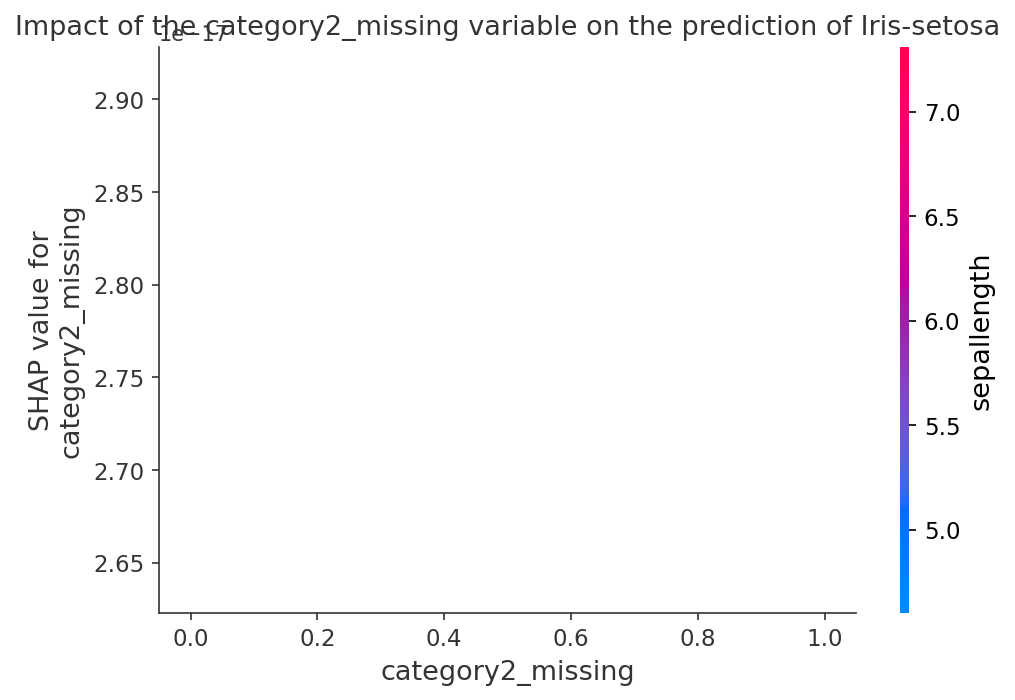 Impact of the category2_missing variable on the prediction of Iris-setosa
1e−17
2.90
2.85
2.80
2.75
2.70
2.65
SHAP value for
category2_missing
0.0 0.2 0.4 0.6 0.8 1.0
category2_missing
7.0
6.5
6.0
5.5
5.0
sepallength